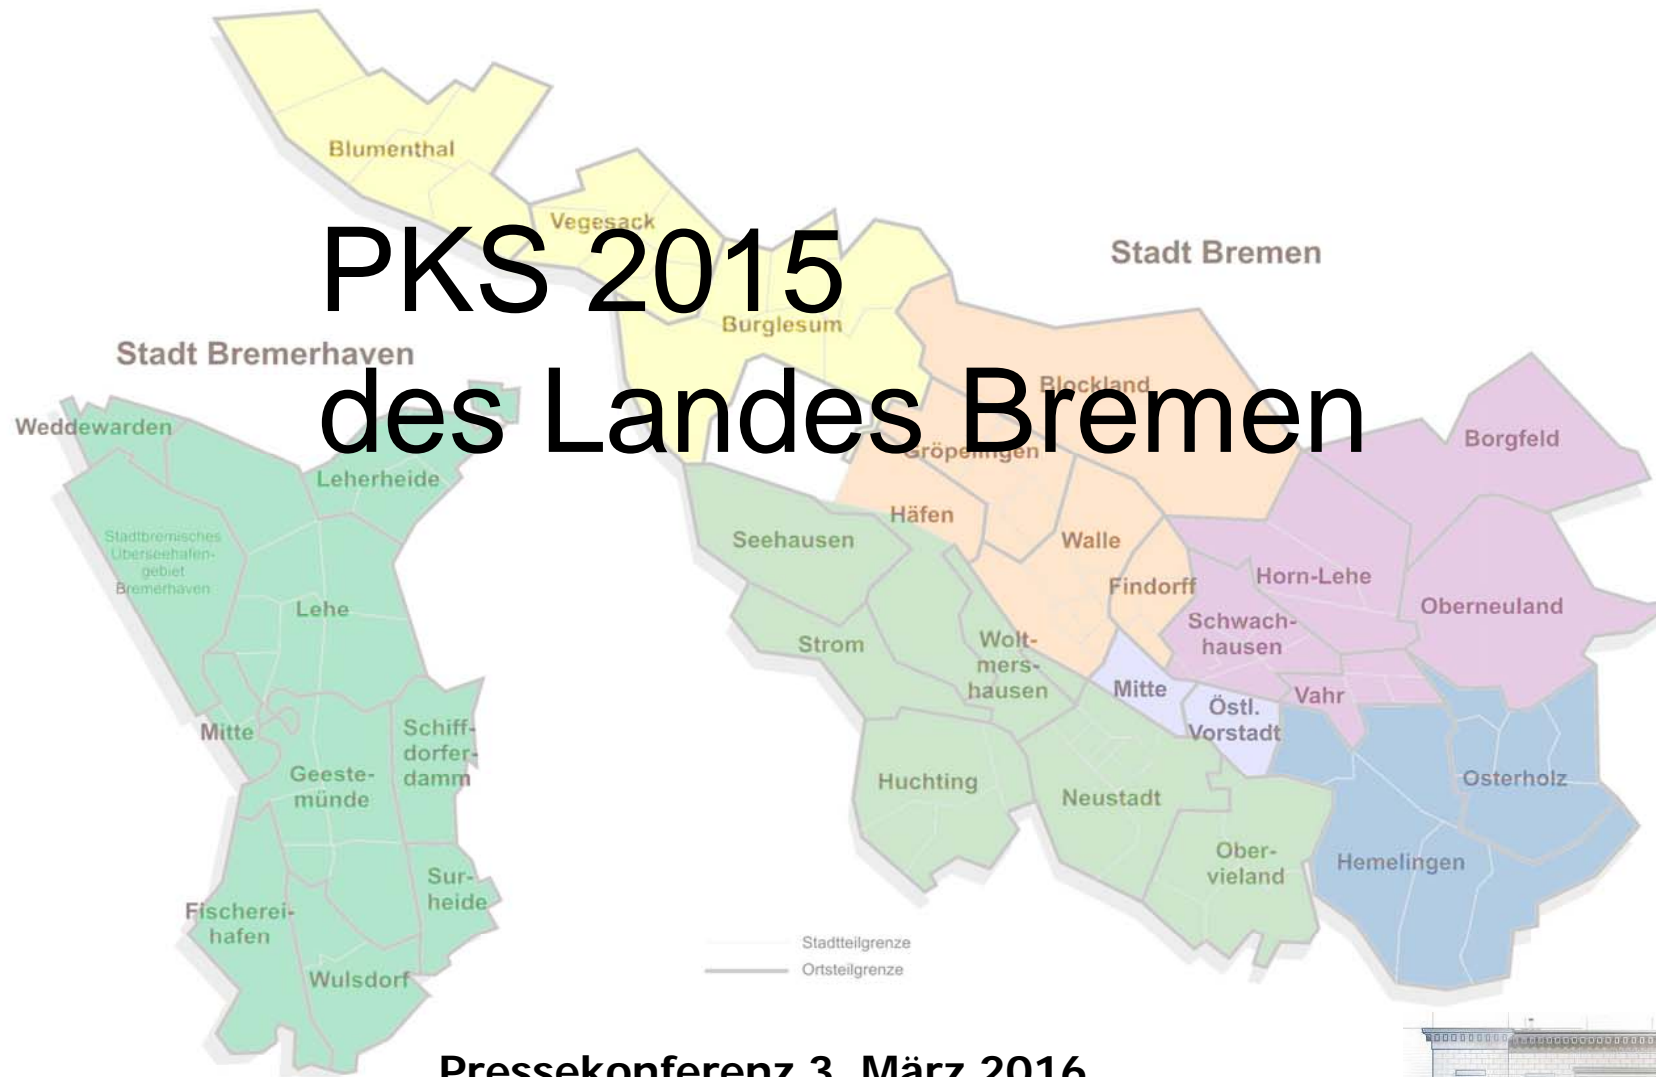 Blumenthal
Vegesack
PKS 2015
Stadt Bremen
Burglesum
Stadt Bremerhaven
des Landes Bremen
Blockland
Weddewarden
Borgfeld
Gröpelingen
Leherheide
Häfen
Seehausen
Walle
Stadtbremisches
Überseehafen-
gebiet
Bremerhaven
Horn-Lehe
Findorff
Lehe
Oberneuland
Schwach-
hausen
Strom
Wolt-
mers-
hausen
Mitte
Vahr
Östl.
Vorstadt
Mitte
Schiff-
dorfer-
damm
Geeste-
münde
Huchting
Neustadt
Osterholz
Ober-
vieland
Hemelingen
Sur-
heide
Fischerei-
hafen
Stadtteilgrenze
Ortsteilgrenze
Wulsdorf
Pressekonferenz 3. März 2016